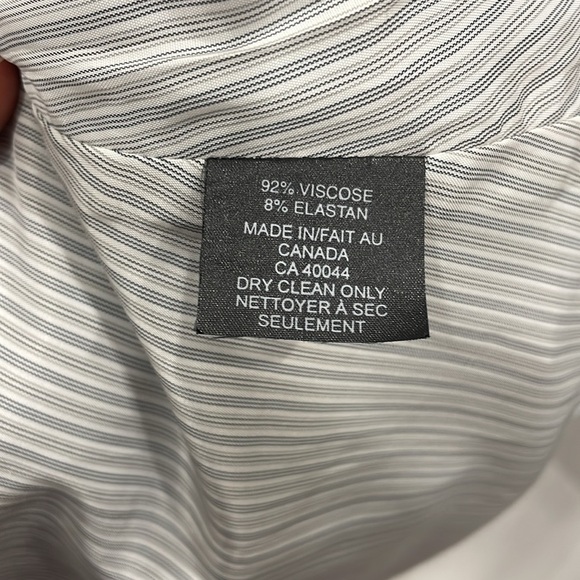 92% VISCOSE
8% ELASTAN
MADE IN/FAIT AU
CANADA
CA 40044
DRY CLEAN ONLY
NETTOYER À SEC
SEULEMENT